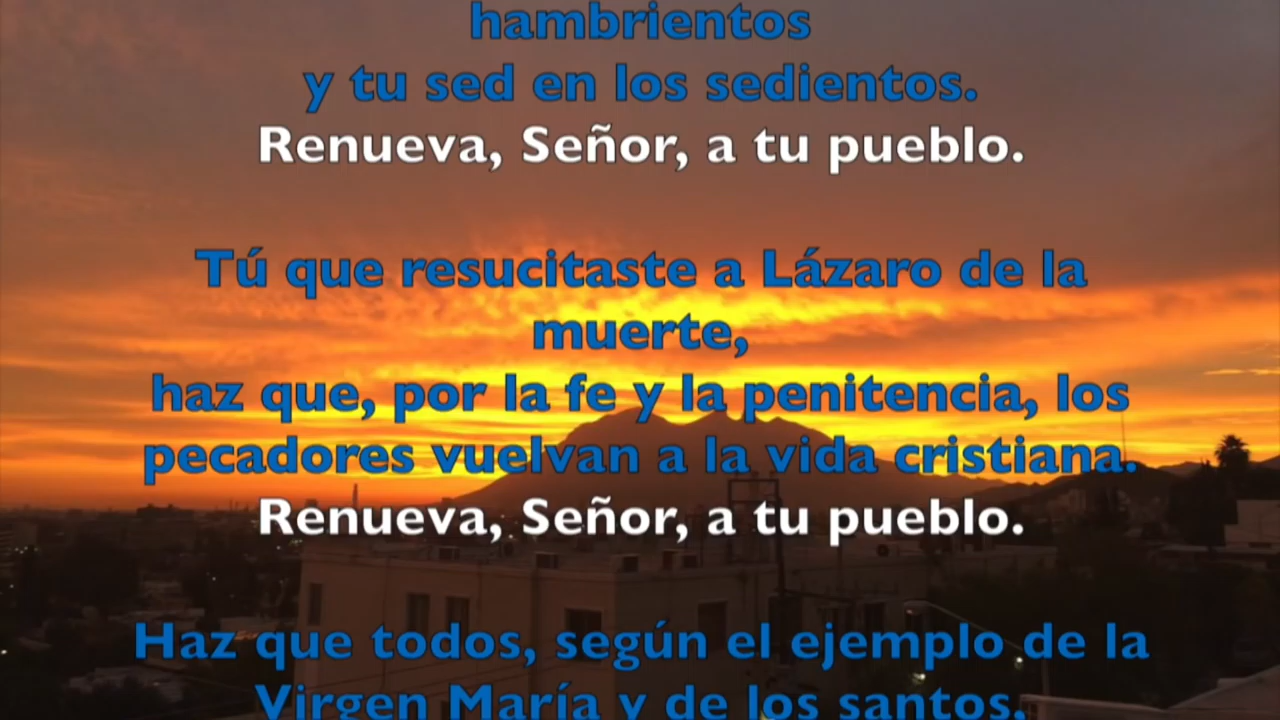 hambrientos
y tu sed en los sedientos.
Renueva, Señor, a tu pueblo.
Tú que resucitaste a Lázaro de la
muerte,
haz que, por la fe y la penitencia, los
pecadores vuelvan a la vida cristiana.
Renueva, Señor, a tu pueblo.
Haz que todos, según el ejemplo de la
Virgen María y de los santos,